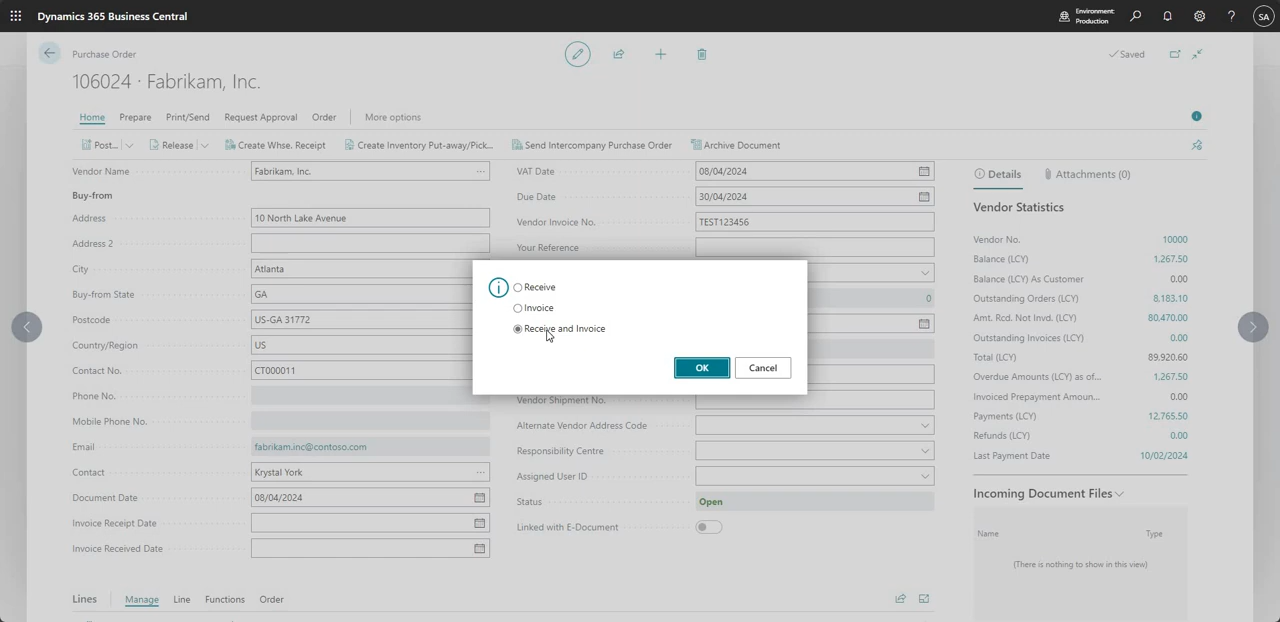 Dynamics 365 Business Central
Environment:
Production
SA
Purchase Order
Saved
106024 · Fabrikam, Inc.
Home Prepare Print/Send Request Approval Order More options
Post... Release Create Whse. Receipt Create Inventory Put-away/Pick... Send Intercompany Purchase Order Archive Document
Vendor Name Fabrikam, Inc.
Buy-from
Address 10 North Lake Avenue
Address 2
City Atlanta
Buy-from State GA
Postcode US-GA 31772
Country/Region US
Contact No. CT000011
Phone No.
Mobile Phone No.
Email fabrikam.inc@contoso.com
Contact Krystal York
Document Date 08/04/2024
Invoice Receipt Date
Invoice Received Date
VAT Date 08/04/2024
Due Date 30/04/2024
Vendor Invoice No. TEST123456
Your Reference
0
Vendor Shipment No.
Alternate Vendor Address Code
Responsibility Centre
Assigned User ID
Status Open
Linked with E-Document
Receive
Invoice
Receive and Invoice
OK Cancel
Details Attachments (0)
Vendor Statistics
Vendor No. 10000
Balance (LCY) 1,267.50
Balance (LCY) As Customer 0.00
Outstanding Orders (LCY) 8,183.10
Amt. Rcd. Not Invd. (LCY) 80,470.00
Outstanding Invoices (LCY) 0.00
Total (LCY) 89,920.60
Overdue Amounts (LCY) as of... 1,267.50
Invoiced Prepayment Amoun... 0.00
Payments (LCY) 12,765.50
Refunds (LCY) 0.00
Last Payment Date 10/02/2024
Incoming Document Files
Name Type
(There is nothing to show in this view)
Lines Manage Line Functions Order